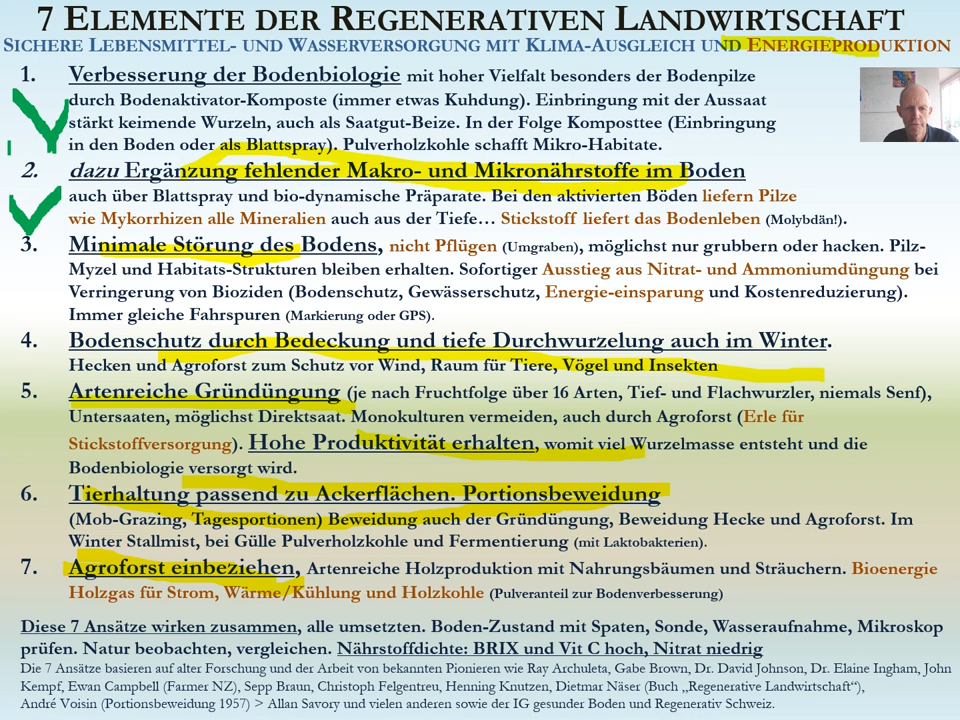 7 Elemente der Regenerativen Landwirtschaft
Sichere Lebensmittel- und Wasserversorgung mit Klima-Ausgleich und Energieproduktion
1. Verbesserung der Bodenbiologie mit hoher Vielfalt besonders der Bodenpilze
durch Bodenaktivator-Komposte (immer etwas Kuhdung). Einbringung mit der Aussaat
stärkt keimende Wurzeln, auch als Saatgut-Beize. In der Folge Komposttee (Einbringung
in den Boden oder als Blattspray). Pulverholzkohle schafft Mikro-Habitate.
2. dazu Ergänzung fehlender Makro- und Mikronährstoffe im Boden
auch über Blattspray und bio-dynamische Präparate. Bei den aktivierten Böden liefern Pilze
wie Mykorrhizen alle Mineralien auch aus der Tiefe… Stickstoff liefert das Bodenleben (Molybdän!).
3. Minimale Störung des Bodens, nicht Pflügen (Umgraben), möglichst nur grubbern oder hacken. Pilz-
Myzel und Habitats-Strukturen bleiben erhalten. Sofortiger Ausstieg aus Nitrat- und Ammoniumdüngung bei
Verringerung von Bioziden (Bodenschutz, Gewässerschutz, Energie-einsparung und Kostenreduzierung).
Immer gleiche Fahrspuren (Markierung oder GPS).
4. Bodenschutz durch Bedeckung und tiefe Durchwurzelung auch im Winter.
Hecken und Agroforst zum Schutz vor Wind, Raum für Tiere, Vögel und Insekten
5. Artenreiche Gründüngung (je nach Fruchtfolge über 16 Arten, Tief- und Flachwurzler, niemals Senf),
Untersaaten, möglichst Direktsaat. Monokulturen vermeiden, auch durch Agroforst (Erle für
Stickstoffversorgung). Hohe Produktivität erhalten, womit viel Wurzelmasse entsteht und die
Bodenbiologie versorgt wird.
6. Tierhaltung passend zu Ackerflächen. Portionsbeweidung
(Mob-Grazing, Tagesportionen) Beweidung auch der Gründüngung, Beweidung Hecke und Agroforst. Im
Winter Stallmist, bei Gülle Pulverholzkohle und Fermentierung (mit Laktobakterien).
7. Agroforst einbeziehen, Artenreiche Holzproduktion mit Nahrungsbäumen und Sträuchern. Bioenergie
Holzgas für Strom, Wärme/Kühlung und Holzkohle (Pulveranteil zur Bodenverbesserung)
Diese 7 Ansätze wirken zusammen, alle umsetzten. Boden-Zustand mit Spaten, Sonde, Wasseraufnahme, Mikroskop
prüfen. Natur beobachten, vergleichen. Nährstoffdichte: BRIX und Vit C hoch, Nitrat niedrig
Die 7 Ansätze basieren auf alter Forschung und der Arbeit von bekannten Pionieren wie Ray Archuleta, Gabe Brown, Dr. David Johnson, Dr. Elaine Ingham, John
Kempf, Ewan Campbell (Farmer NZ), Sepp Braun, Christoph Felgentreu, Henning Knutzen, Dietmar Näser (Buch „Regenerative Landwirtschaft“),
André Voisin (Portionsbeweidung 1957) > Allan Savory und vielen anderen sowie der IG gesunder Boden und Regenerativ Schweiz.